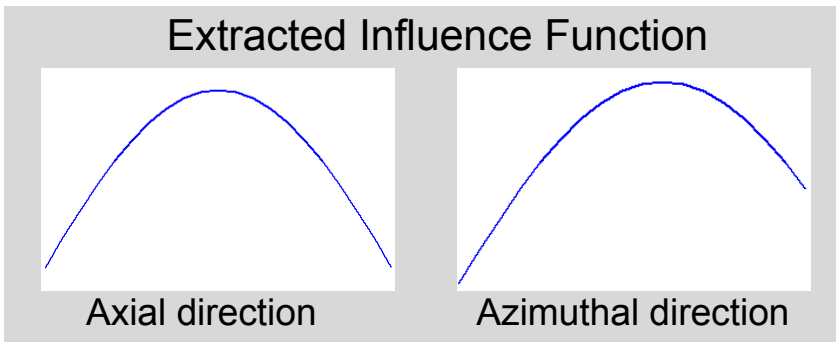 Extracted Influence Function
Axial direction
Azimuthal direction